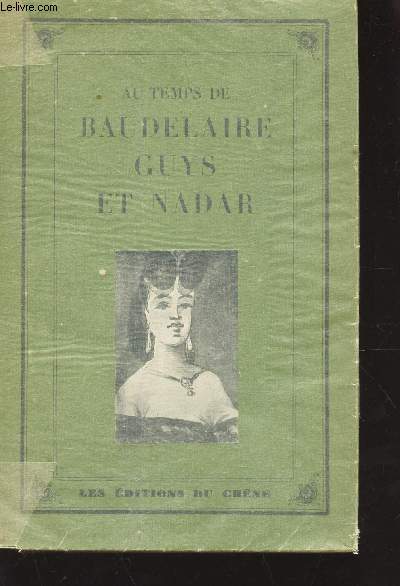 © Le-livre.com
AU TEMPS DE
BAUDELAIRE
GUYS
ET NADAR
LES ÉDITIONS DU CHÊNE